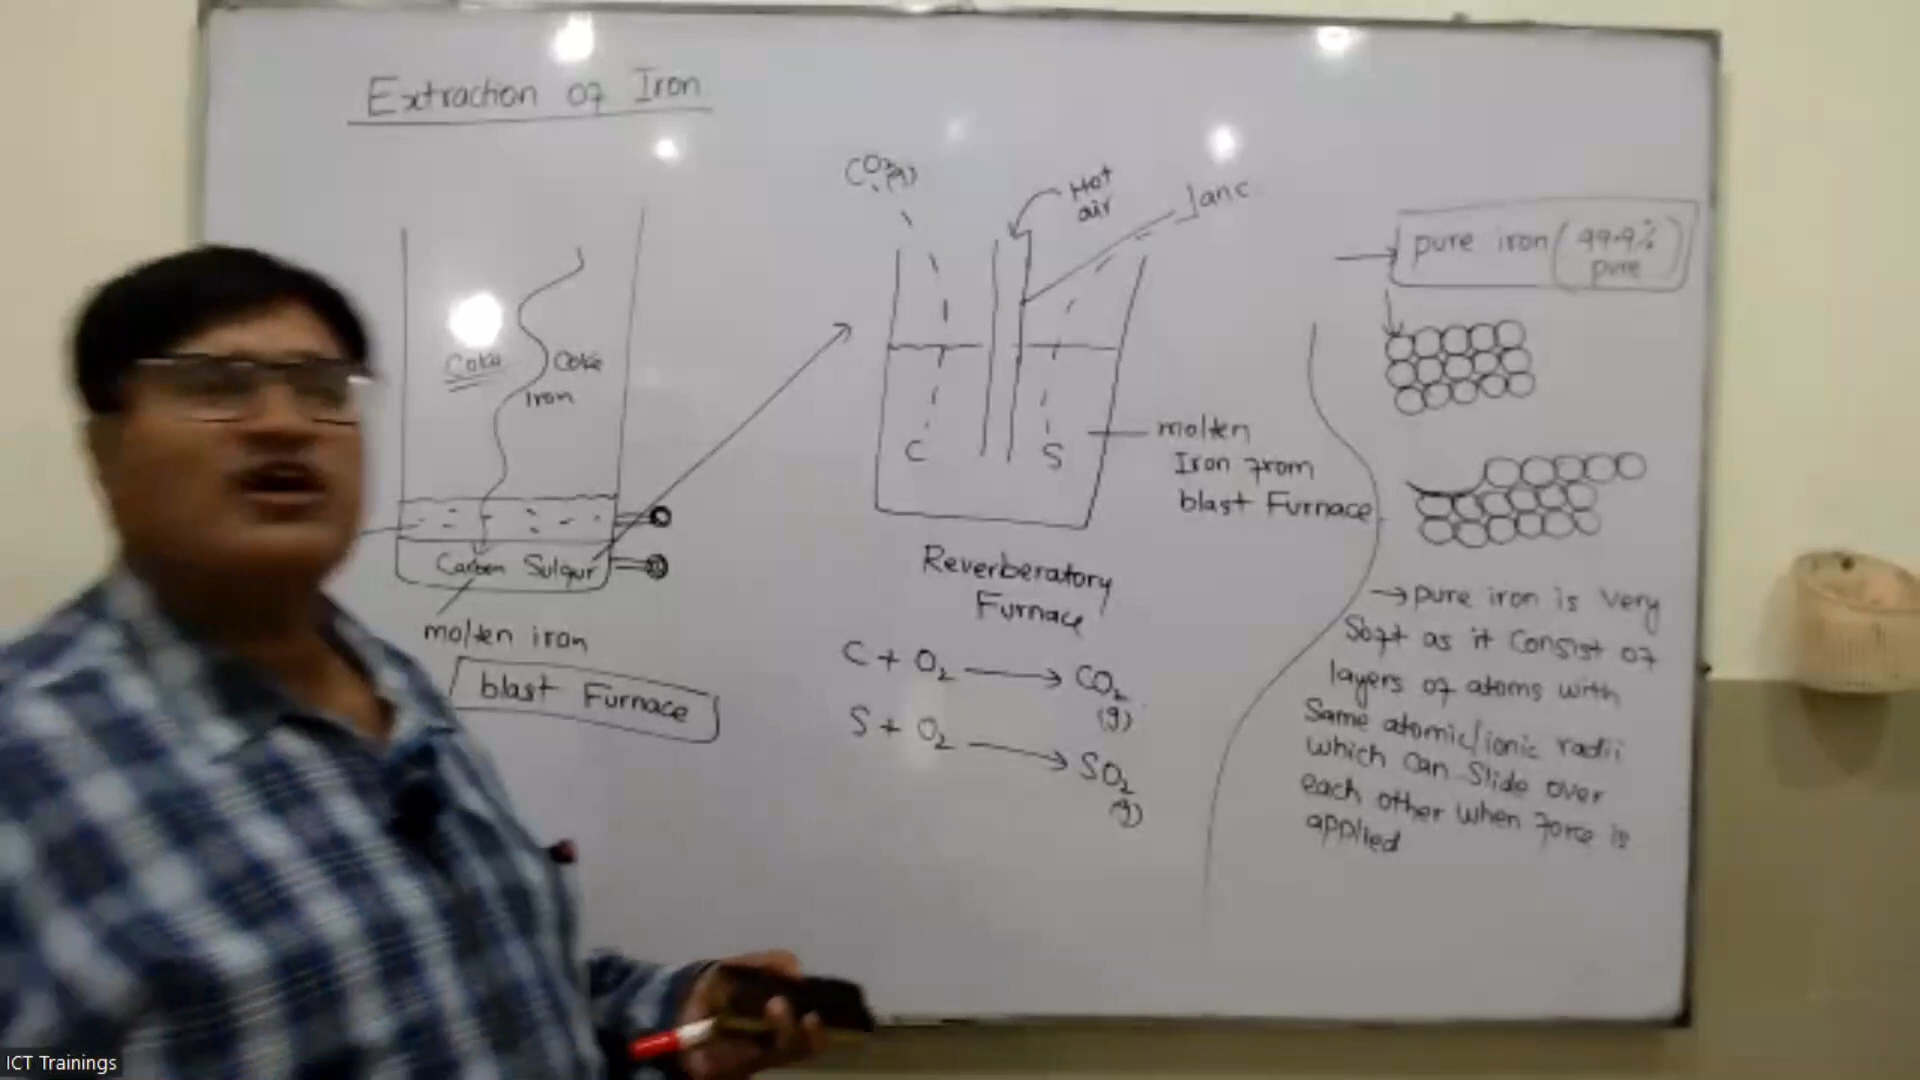 Extraction of Iron
Coke
Coke
Iron
Carbon Sulgur
molten iron
blast Furnace
CO2(g)
Hot
air
Janc
C
S
molten
Iron from
blast Furnace
Reverberatory
Furnace
C + O2 → CO2
(g)
S + O2 → SO2
(g)
→ pure iron (99.9%
pure)
→ pure iron is very
Soft as it Consist of
layers of atoms with
Same atomic/ionic radii
which can Slide over
each other when Force is
applied
ICT Trainings